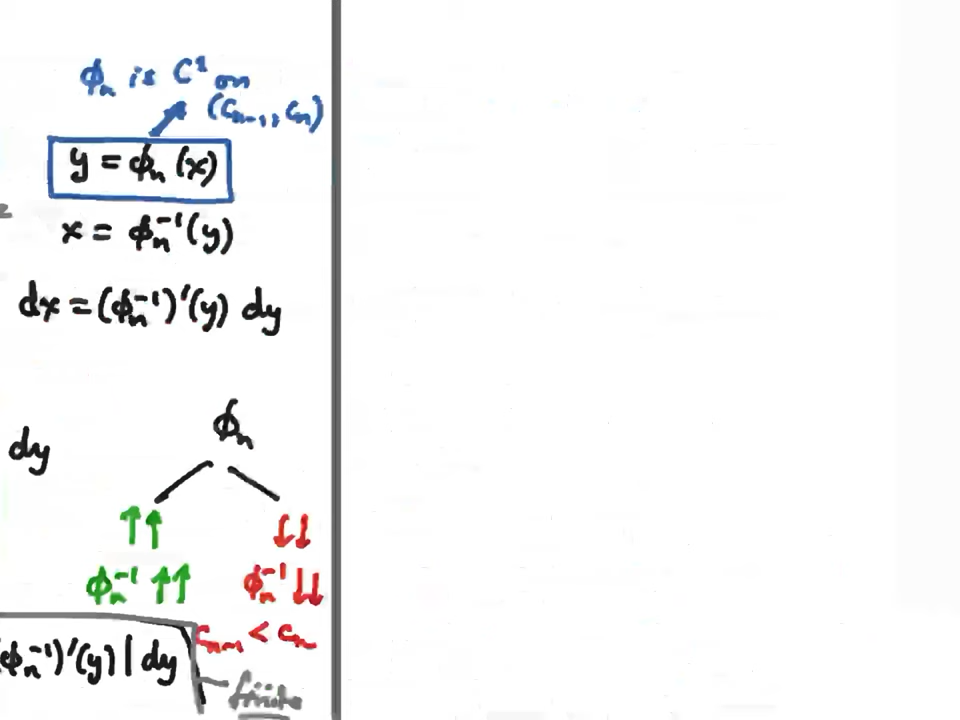 ϕₙ is C¹ on
(cₙ₋₁, cₙ)
y = ϕₙ(x)
x = ϕₙ⁻¹(y)
dx = (ϕₙ⁻¹)'(y) dy
ϕₙ
dy
↑↑ ↓↓
ϕₙ⁻¹ ↑↑ ϕₙ⁻¹ ↓↓
cₙ₋₁ < cₙ
(ϕₙ⁻¹)'(y) | dy
finite